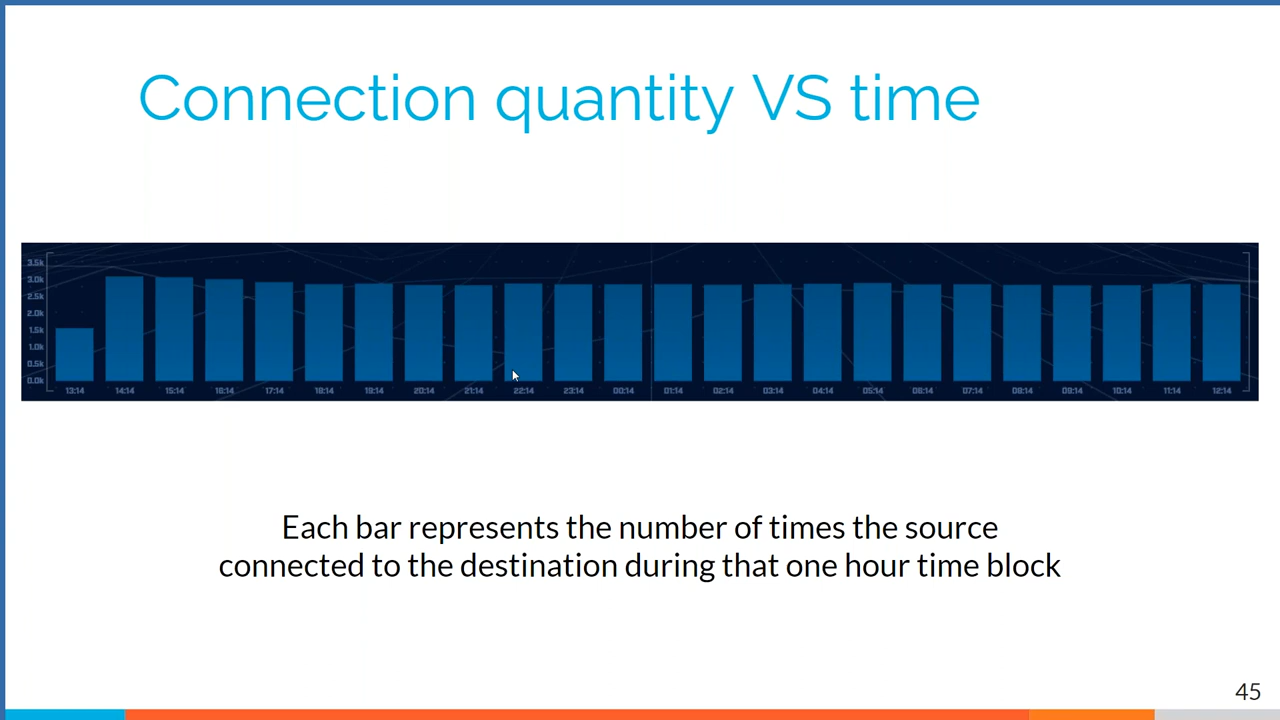 Connection quantity VS time
3.5k
3.0k
2.5k
2.0k
1.5k
1.0k
0.5k
0.0k
13:14 14:14 15:14 16:14 17:14 18:14 19:14 20:14 21:14 22:14 23:14 00:14 01:14 02:14 03:14 04:14 05:14 06:14 07:14 08:14 09:14 10:14 11:14 12:14
Each bar represents the number of times the source
connected to the destination during that one hour time block
45